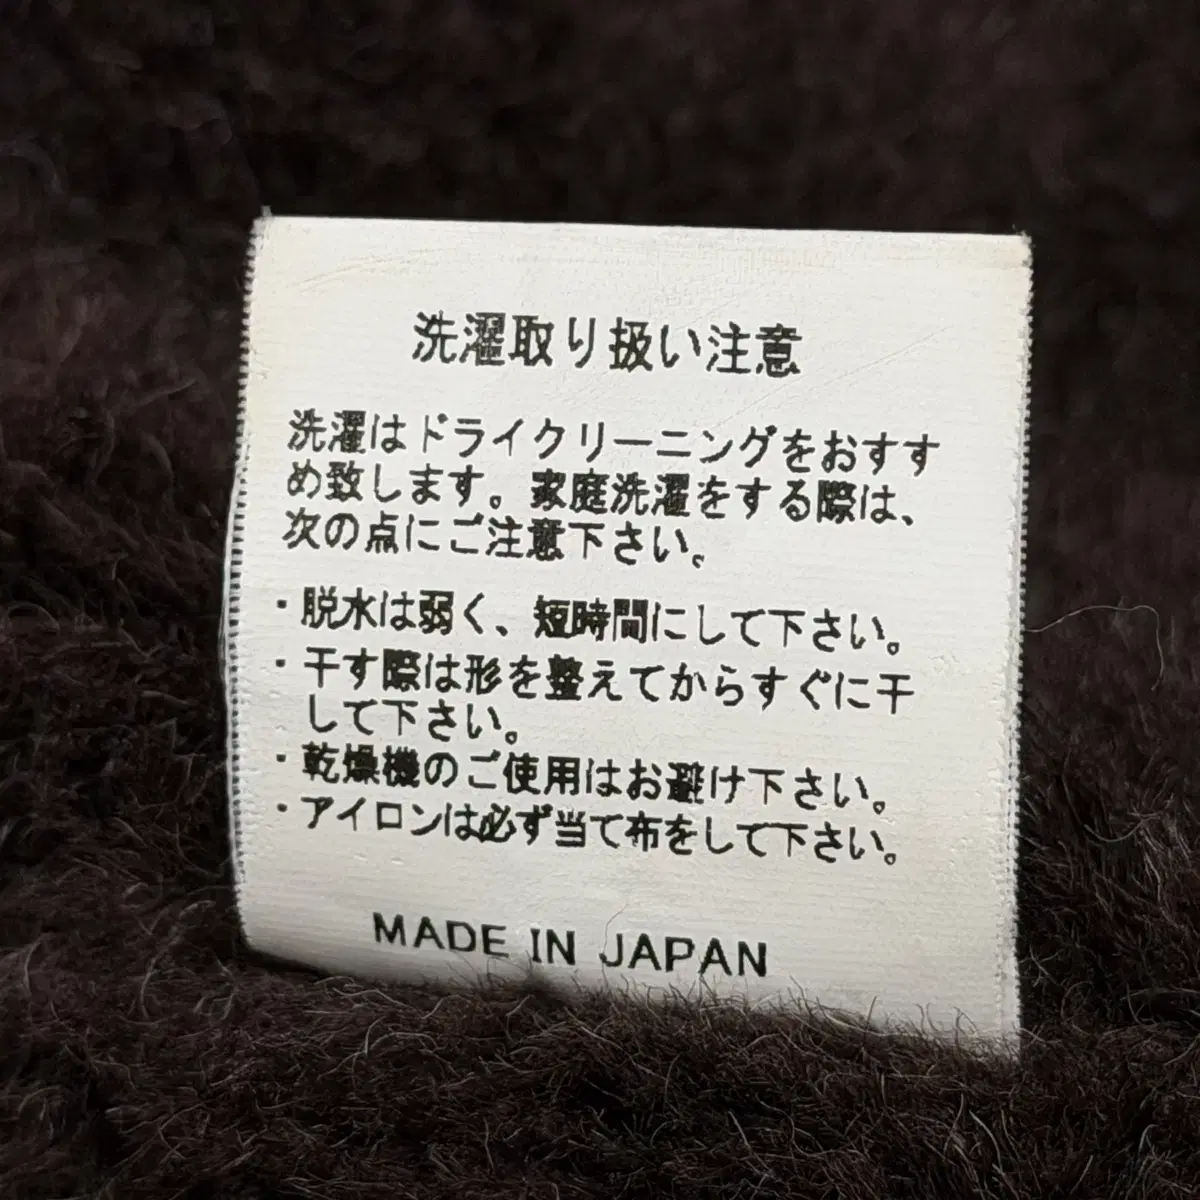 洗濯取り扱い注意
洗濯はドライクリーニングをおすす
め致します。家庭洗濯をする際は、
次の点にご注意下さい。
・脱水は弱く、短時間にして下さい。
・干す際は形を整えてからすぐに干
して下さい。
・乾燥機のご使用はお避け下さい。
・アイロンは必ず当て布をして下さい。
MADE IN JAPAN